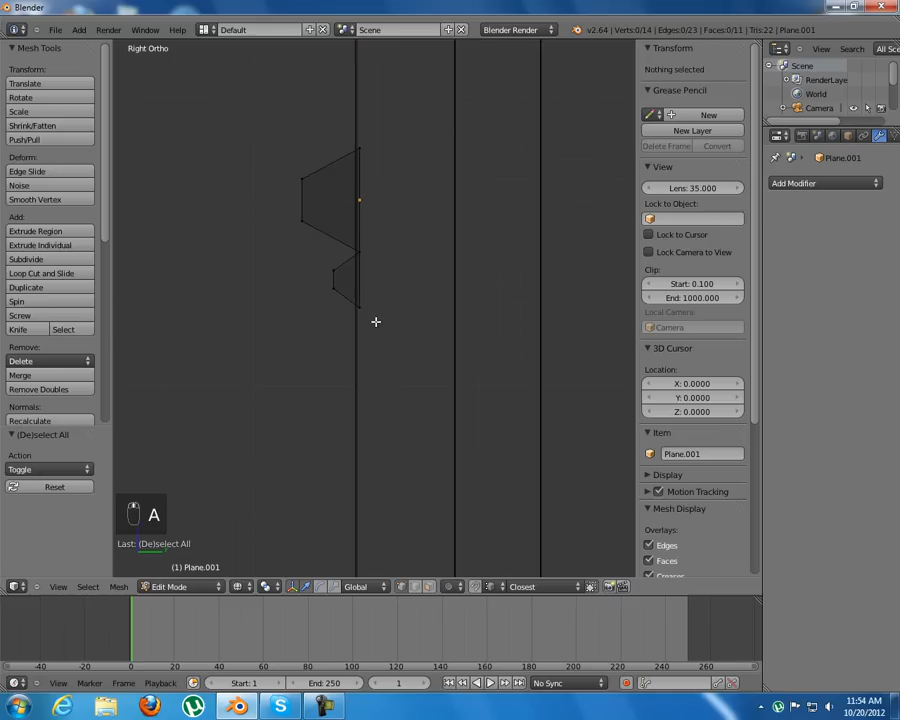 Blender
File
Add
Render
Window
Help
Default
Scene
Blender Render
v2.64 | Verts:0/14 | Edges:0/23 | Faces:0/11 | Tris:22 | Plane.001
Mesh Tools
Transform:
Translate
Rotate
Scale
Shrink/Fatten
Push/Pull
Deform:
Edge Slide
Noise
Smooth Vertex
Add:
Extrude Region
Extrude Individual
Subdivide
Loop Cut and Slide
Duplicate
Spin
Screw
Knife
Select
Remove:
Delete
Merge
Remove Doubles
Normals:
Recalculate
(De)select All
Action
Toggle
Reset
Right Ortho
A
Last: (De)select All
(1) Plane.001
Transform
Nothing selected
Grease Pencil
New
New Layer
Delete Frame
Convert
View
Lens: 35.000
Lock to Object:
Lock to Cursor
Lock Camera to View
Clip:
Start: 0.100
End: 1000.000
Local Camera:
Camera
3D Cursor
Location:
X: 0.0000
Y: 0.0000
Z: 0.0000
Item
Plane.001
Display
Motion Tracking
Mesh Display
Overlays:
Edges
Faces
Creases
View
Search
All Sce
Scene
RenderLaye
World
Camera
Plane.001
Add Modifier
View
Select
Mesh
Edit Mode
Global
Closest
-40 -20 0 20 40 60 80 100 120 140 160 180 200 220 240 260
View
Marker
Frame
Playback
Start: 1
End: 250
1
No Sync
11:54 AM
10/20/2012